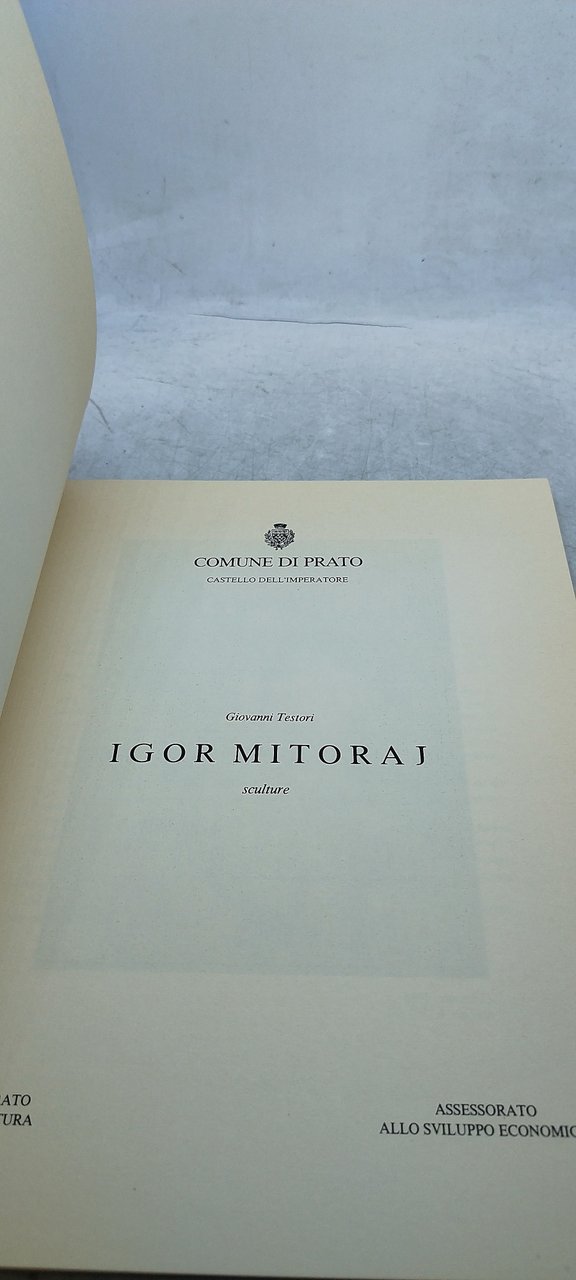 COMUNE DI PRATO
CASTELLO DELL'IMPERATORE
Giovanni Testori
IGOR MITORAJ
sculture
ATO
TURA
ASSESSORATO
ALLO SVILUPPO ECONOMIC